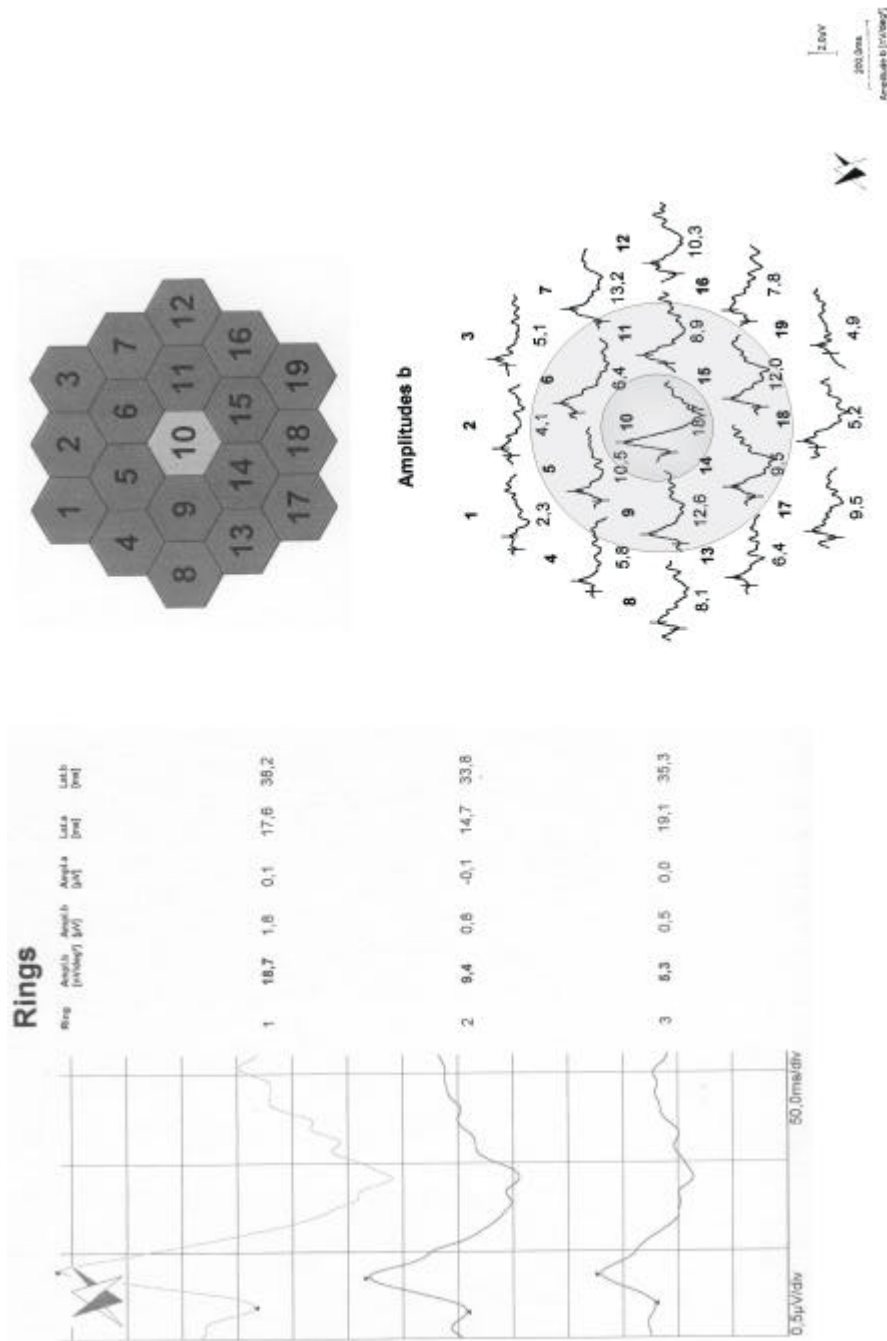 Rings
Ring Ampl.b Ampl.b Ampl.a Lat.a Lat.b
[nV/deg²] [µV] [µV] [ms] [ms]
1 18,7 1,8 0,1 17,6 38,2
2 9,4 0,8 -0,1 14,7 33,8
3 5,3 0,5 0,0 19,1 35,3
0,5µV/div 50,0ms/div
1 2 3
4 5 6 7
8 9 10 11 12
13 14 15 16
17 18 19
Amplitudes b
1 2 3
2,3 4,1 5,1
4 5 6 7
5,8 10,5 6,4 13,2
8 9 10 11 12
8,1 12,6 18,7 8,9 10,3
13 14 15 16
6,4 9,5 12,0 7,8
17 18 19
9,5 5,2 4,9
2,0µV
200,0ms
Amplitude b [nV/deg²]